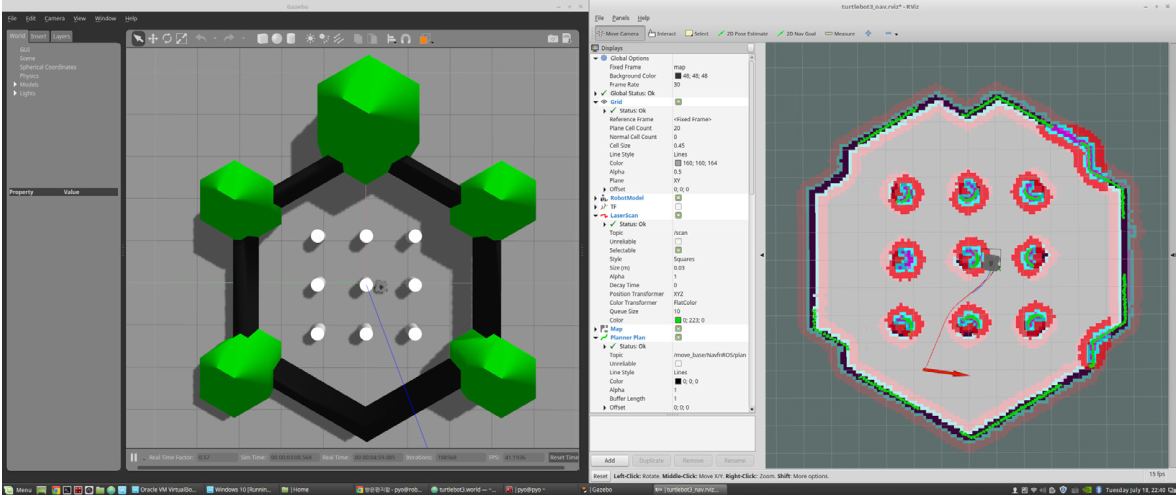 Gazebo
File Edit Camera View Window Help
World Insert Layers
GUI
Scene
Spherical Coordinates
Physics
Models
Lights
Property Value
Real Time Factor: 0.52 Sim Time: Real Time: Iterations: FPS: Reset Time
turtlebot3_nav.rviz* - RViz
File Panels Help
Move Camera Interact Select 2D Pose Estimate 2D Nav Goal Measure
Displays
Global Options
Fixed Frame map
Background Color 48; 48; 48
Frame Rate 30
Global Status: Ok
Grid
Status: Ok
Reference Frame <Fixed Frame>
Plane Cell Count 20
Normal Cell Count 0
Cell Size 0.45
Line Style Lines
Color 160; 160; 164
Alpha 0.5
Plane XY
Offset 0; 0; 0
RobotModel
TF
LaserScan
Status: Ok
Topic /scan
Unreliable
Selectable
Style Squares
Size (m) 0.03
Alpha 1
Decay Time 0
Position Transformer XYZ
Color Transformer FlatColor
Queue Size 10
Color 0; 223; 0
Map
Planner Plan
Status: Ok
Topic /move_base/NavfnROS/plan
Unreliable
Line Style Lines
Color 0; 0; 0
Alpha 1
Buffer Length 1
Offset 0; 0; 0
Add Duplicate Remove Rename
Reset Left-Click: Rotate. Middle-Click: Move X/Y. Right-Click: Zoom. Shift: More options. 15 fps
Menu Oracle VM VirtualBo... Windows 10 [Runnin... Home turtlebot3.world — ... pyo@pyo ~ Gazebo [turtlebot3_nav.rviz... Tuesday July 18, 22:40